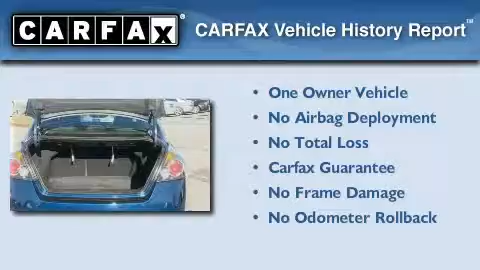 CARFAX® CARFAX Vehicle History Report™
• One Owner Vehicle
• No Airbag Deployment
• No Total Loss
• Carfax Guarantee
• No Frame Damage
• No Odometer Rollback